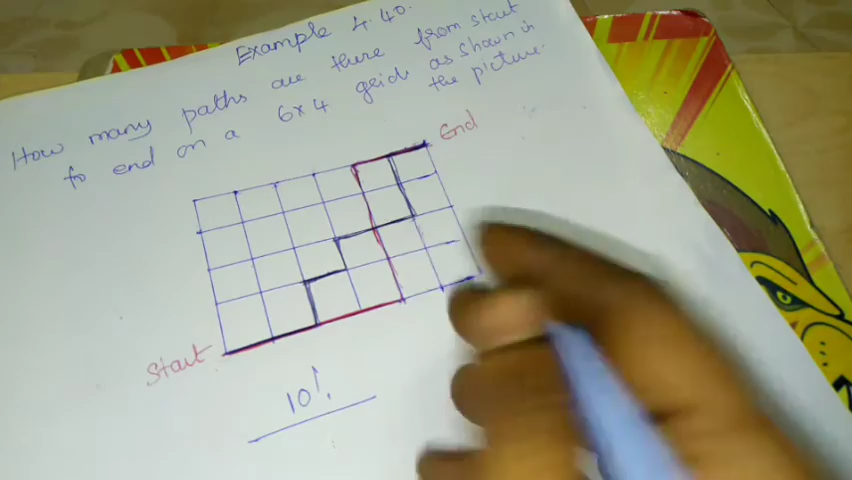 Example 4.40.
How many paths are there from start
to end on a 6x4 geid as shown in
the picture.
End
Start
10!